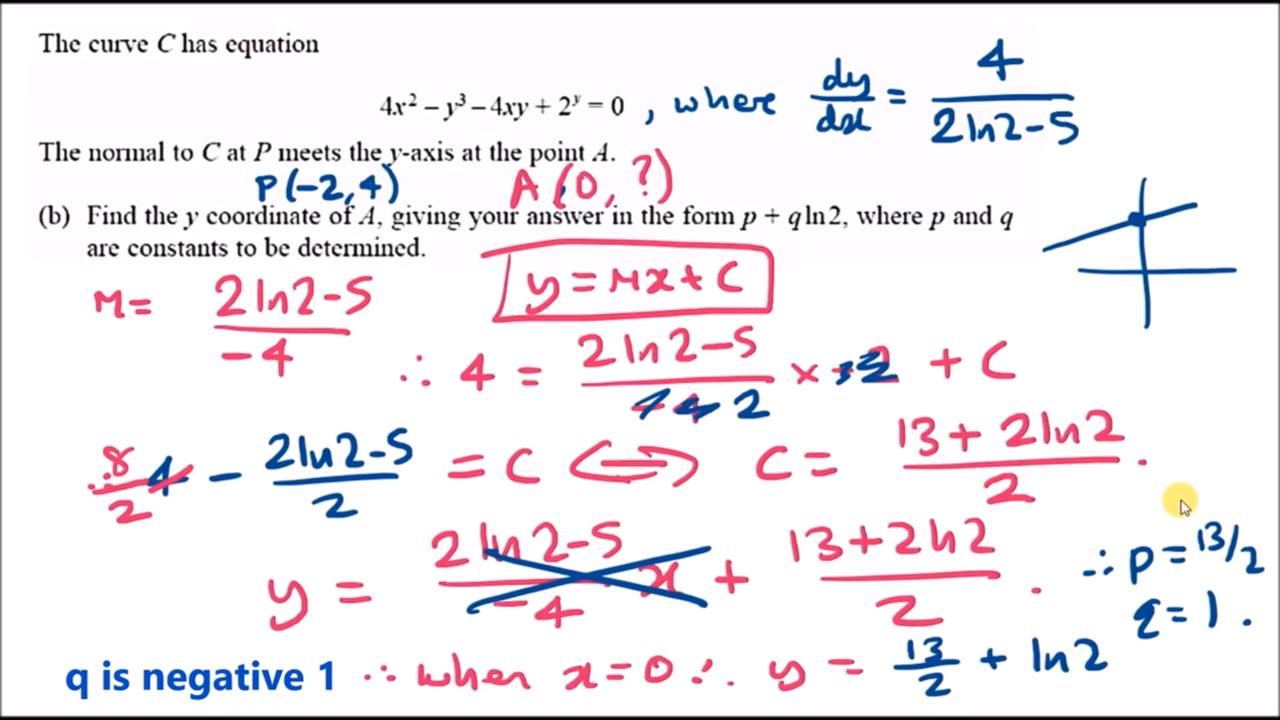 The curve C has equation
4x² – y³ – 4xy + 2ʸ = 0 , where dy/dx = 4/(2ln2-5)
The normal to C at P meets the y-axis at the point A.
P(-2,4) A(0, ?)
(b) Find the y coordinate of A, giving your answer in the form p + q ln2, where p and q
are constants to be determined.
M = (2ln2-5)/-4 y = Mx + C
∴ 4 = (2ln2-5)/2 × 2 + C
8/2 4 - (2ln2-5)/2 = C ⟺ C = (13+2ln2)/2 .
y = (2ln2-5)/-4 x + (13+2ln2)/2 . ∴ p = 13/2
q = 1 .
q is negative 1 ∴ when x=0 ∴ y = 13/2 + ln2